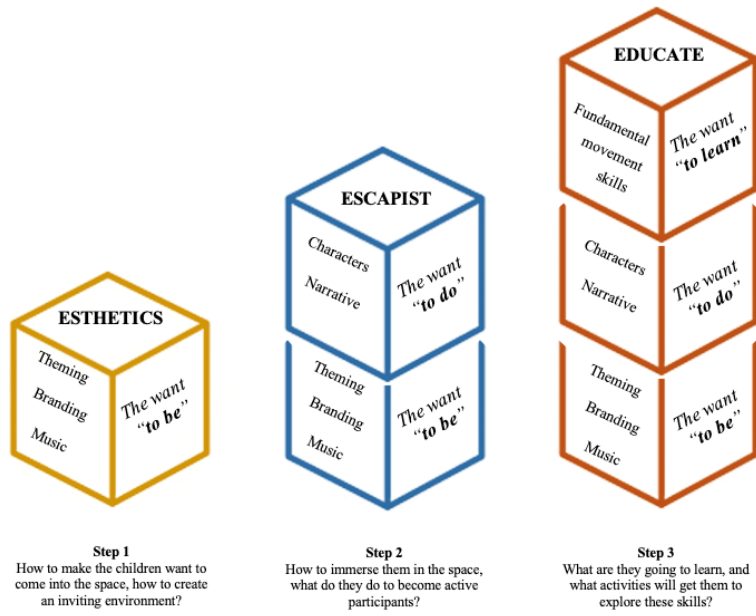 ESTHETICS
Theming
Branding
Music
The want
“to be”
Step 1
How to make the children want to
come into the space, how to create
an inviting environment?
ESCAPIST
Characters
Narrative
The want
“to do”
Theming
Branding
Music
The want
“to be”
Step 2
How to immerse them in the space,
what do they do to become active
participants?
EDUCATE
Fundamental
movement
skills
The want
“to learn”
Characters
Narrative
The want
“to do”
Theming
Branding
Music
The want
“to be”
Step 3
What are they going to learn, and
what activities will get them to
explore these skills?